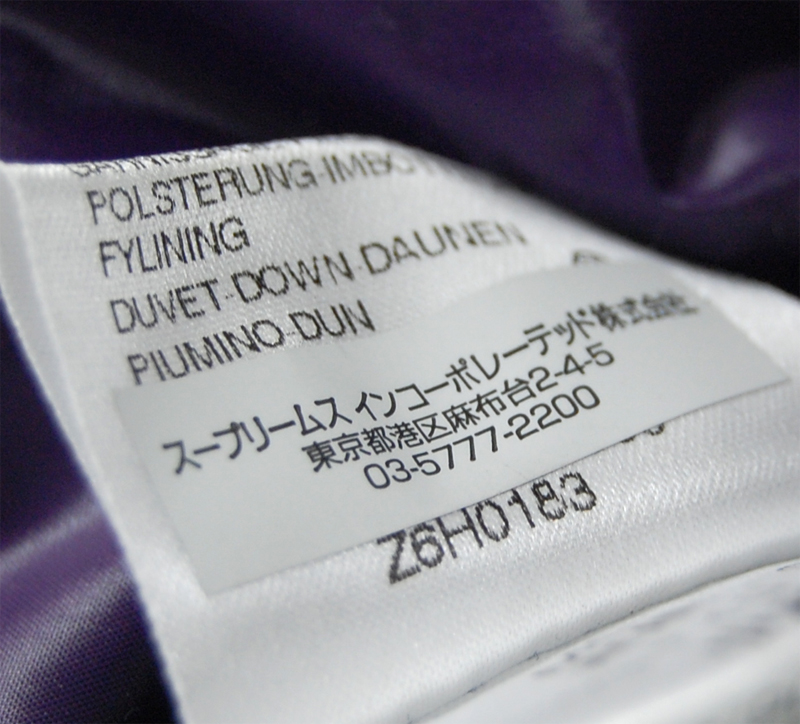 POLSTERUNG-IMBO
FYLINING
DUVET-DOWN-DAUNEN
PIUMINO-DUN
スープリームス インコーポレーテッド株式会社
東京都港区麻布台2-4-5
03-5777-2200
Z6H0183